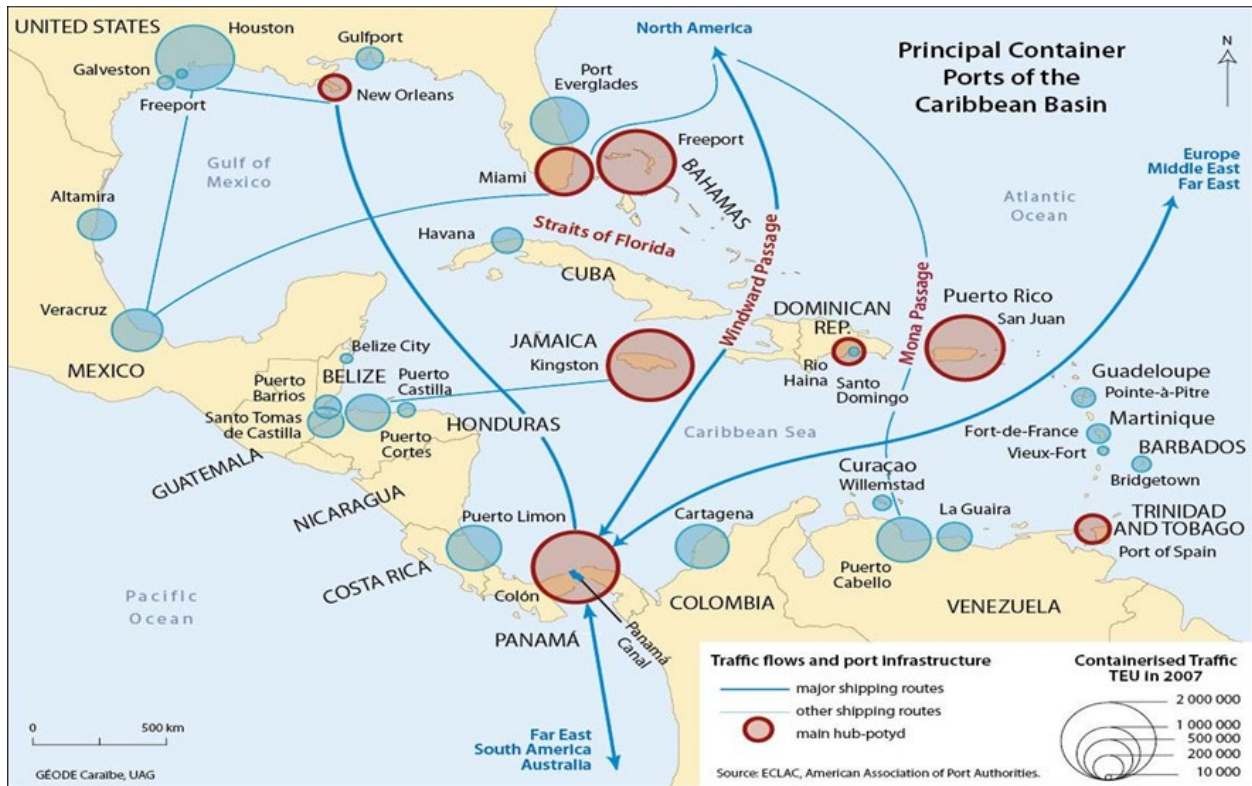 UNITED STATES
Houston
Gulfport
Galveston
Freeport
New Orleans
North America
Principal Container
Ports of the
Caribbean Basin
N
Port
Everglades
Gulf of
Mexico
Miami
Freeport
BAHAMAS
Europe
Middle East
Far East
Atlantic
Ocean
Altamira
Havana
Straits of Florida
CUBA
Windward Passage
Mona Passage
Veracruz
MEXICO
JAMAICA
Kingston
DOMINICAN
REP.
Rio
Haina
Santo
Domingo
Puerto Rico
San Juan
Belize City
BELIZE
Puerto
Barrios
Puerto
Castilla
Santo Tomas
de Castilla
Puerto
Cortes
HONDURAS
GUATEMALA
NICARAGUA
Caribbean Sea
Guadeloupe
Pointe-à-Pitre
Martinique
Fort-de-France
Vieux-Fort
BARBADOS
Bridgetown
Curaçao
Willemstad
La Guaira
Puerto
Cabello
TRINIDAD
AND TOBAGO
Port of Spain
Puerto Limon
Cartagena
COSTA RICA
Colón
PANAMÁ
Panamá
Canal
COLOMBIA
VENEZUELA
Pacific
Ocean
Far East
South America
Australia
0 500 km
GÉODE Caraïbe, UAG
Traffic flows and port infrastructure
major shipping routes
other shipping routes
main hub-potyd
Containerised Traffic
TEU in 2007
2 000 000
1 000 000
500 000
200 000
10 000
Source: ECLAC, American Association of Port Authorities.